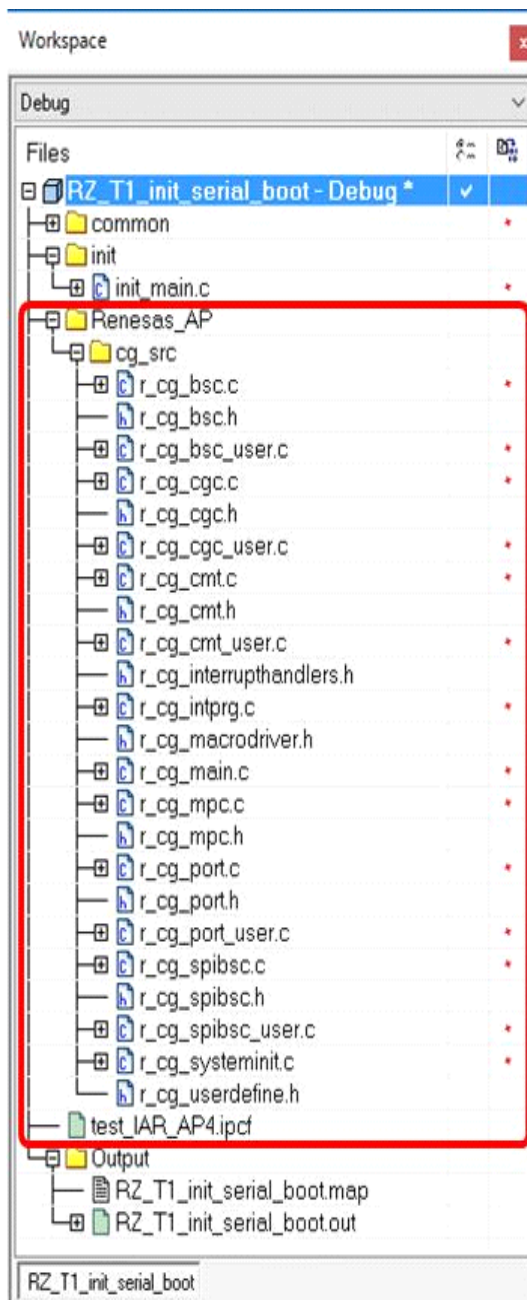 Workspace
Debug
Files
RZ_T1_init_serial_boot - Debug *
common
init
init_main.c
Renesas_AP
cg_src
r_cg_bsc.c
r_cg_bsc.h
r_cg_bsc_user.c
r_cg_cgc.c
r_cg_cgc.h
r_cg_cgc_user.c
r_cg_cmt.c
r_cg_cmt.h
r_cg_cmt_user.c
r_cg_interrupthandlers.h
r_cg_intprg.c
r_cg_macrodriver.h
r_cg_main.c
r_cg_mpc.c
r_cg_mpc.h
r_cg_port.c
r_cg_port.h
r_cg_port_user.c
r_cg_spibsc.c
r_cg_spibsc.h
r_cg_spibsc_user.c
r_cg_systeminit.c
r_cg_userdefine.h
test_IAR_AP4.ipcf
Output
RZ_T1_init_serial_boot.map
RZ_T1_init_serial_boot.out
RZ_T1_init_serial_boot